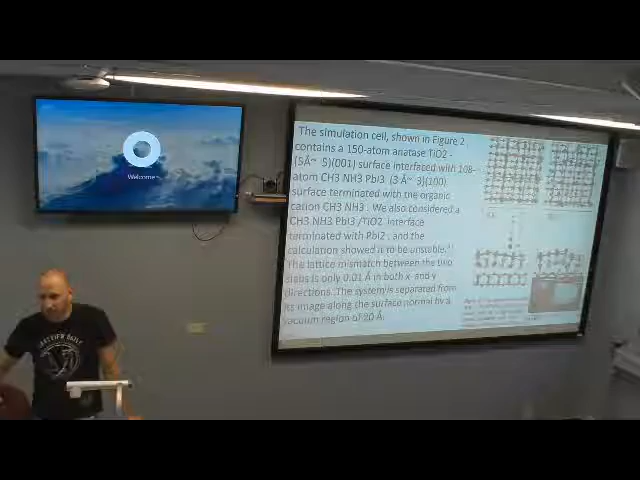 Welcome
The simulation cell, shown in Figure 2
contains a 150-atom anatase TiO2 -
(5Å~ 5)(001) surface interfaced with 108-
atom CH3 NH3 PbI3 (3 Å~ 3)(100)
surface terminated with the organic
cation CH3 NH3 . We also considered a
CH3 NH3 PbI3 /TiO2 interface
terminated with PbI2 , and the
calculation showed it to be unstable.
The lattice mismatch between the two
slabs is only 0.01 Å in both x and y
directions .The system is separated from
its image along the surface normal by a
vacuum region of 20 Å.